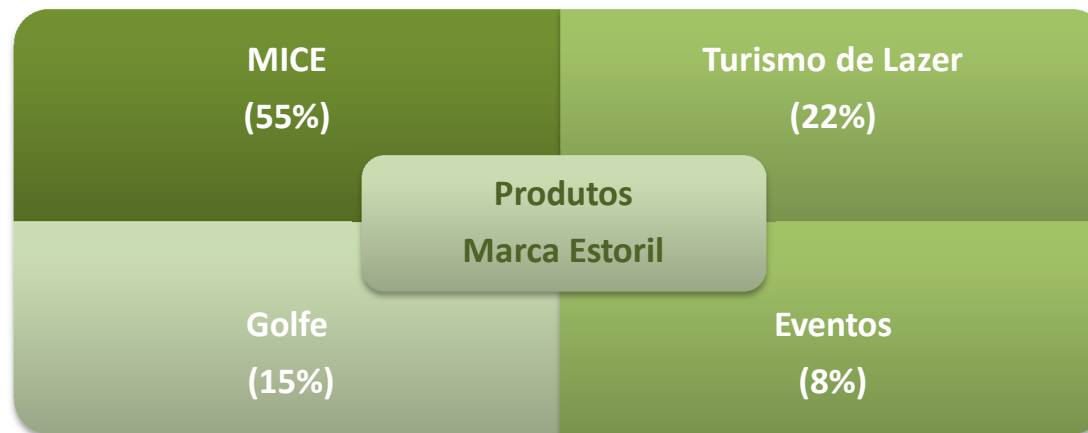 MICE
(55%)
Turismo de Lazer
(22%)
Produtos
Marca Estoril
Golfe
(15%)
Eventos
(8%)